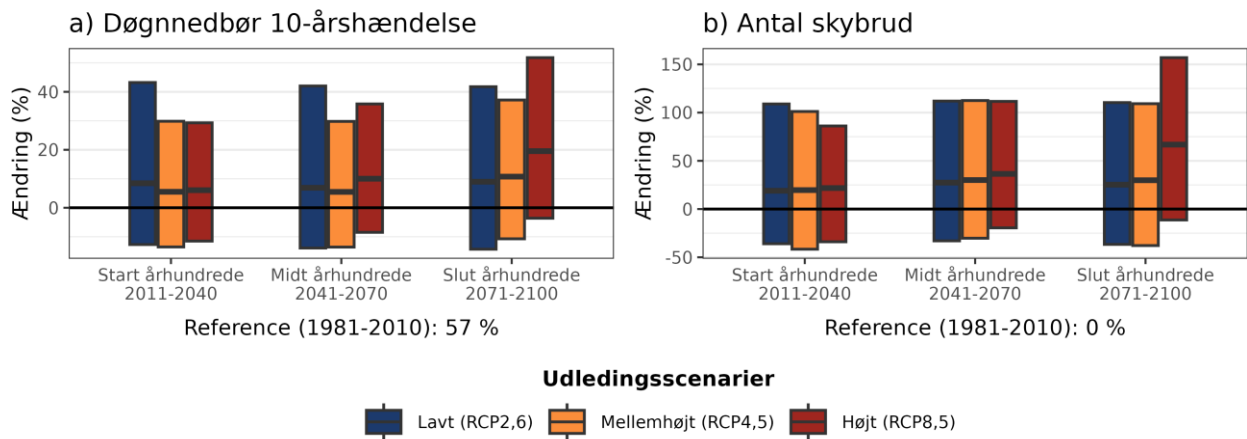 a) Døgnnedbør 10-årshændelse
Ændring (%)
40
20
0
Start århundrede
2011-2040
Midt århundrede
2041-2070
Slut århundrede
2071-2100
Reference (1981-2010): 57 %
b) Antal skybrud
Ændring (%)
150
100
50
0
-50
Start århundrede
2011-2040
Midt århundrede
2041-2070
Slut århundrede
2071-2100
Reference (1981-2010): 0 %
Udledingsscenarier
Lavt (RCP2,6)
Mellemhøjt (RCP4,5)
Højt (RCP8,5)